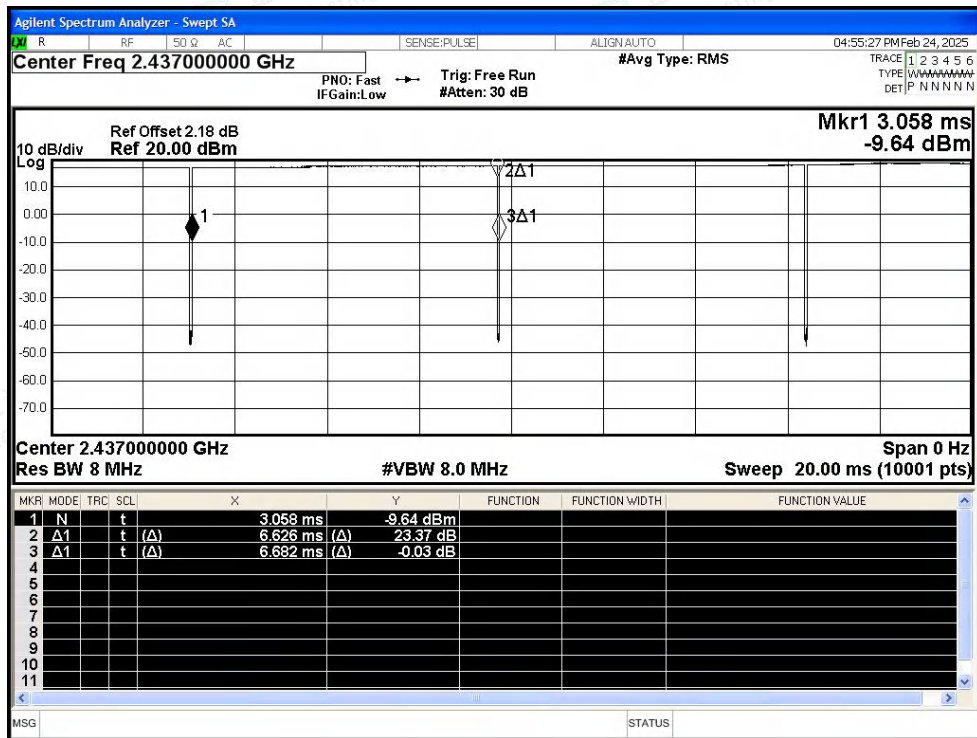 Agilent Spectrum Analyzer - Swept SA
LXI R RF 50 Ω AC SENSE:PULSE ALIGN AUTO 04:55:27 PM Feb 24, 2025
Center Freq 2.437000000 GHz
#Avg Type: RMS
TRACE 1 2 3 4 5 6
PNO: Fast
Trig: Free Run
TYPE WWWWWW
IFGain:Low
#Atten: 30 dB
DET P N N N N N
Mkr1 3.058 ms
Ref Offset 2.18 dB
10 dB/div Ref 20.00 dBm
-9.64 dBm
Log
2Δ1
10.0
0.00
1
3Δ1
-10.0
-20.0
-30.0
-40.0
-50.0
-60.0
-70.0
Center 2.437000000 GHz Span 0 Hz
Res BW 8 MHz #VBW 8.0 MHz Sweep 20.00 ms (10001 pts)
MKR MODE TRC SCL X Y FUNCTION FUNCTION WIDTH FUNCTION VALUE
1 N t 3.058 ms -9.64 dBm
2 Δ1 t (Δ) 6.626 ms (Δ) 23.37 dB
3 Δ1 t (Δ) 6.682 ms (Δ) -0.03 dB
4
5
6
7
8
9
10
11
MSG STATUS